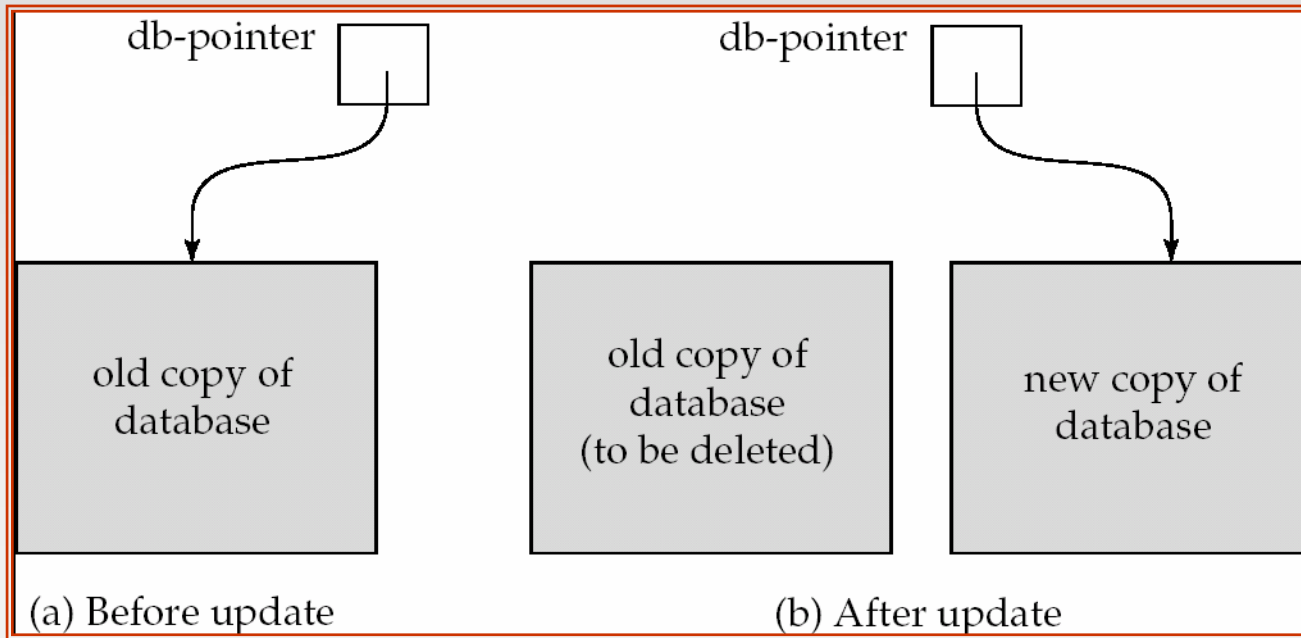 db-pointer
old copy of
database
(a) Before update
db-pointer
old copy of
database
(to be deleted)
new copy of
database
(b) After update